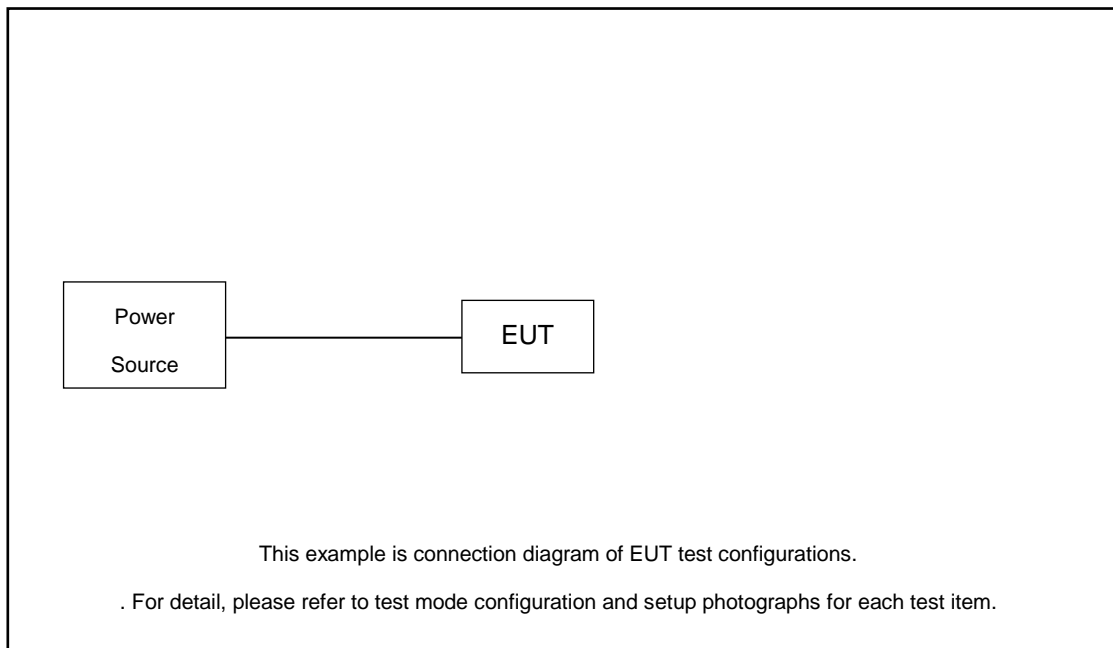 Power
Source
EUT
This example is connection diagram of EUT test configurations.
. For detail, please refer to test mode configuration and setup photographs for each test item.